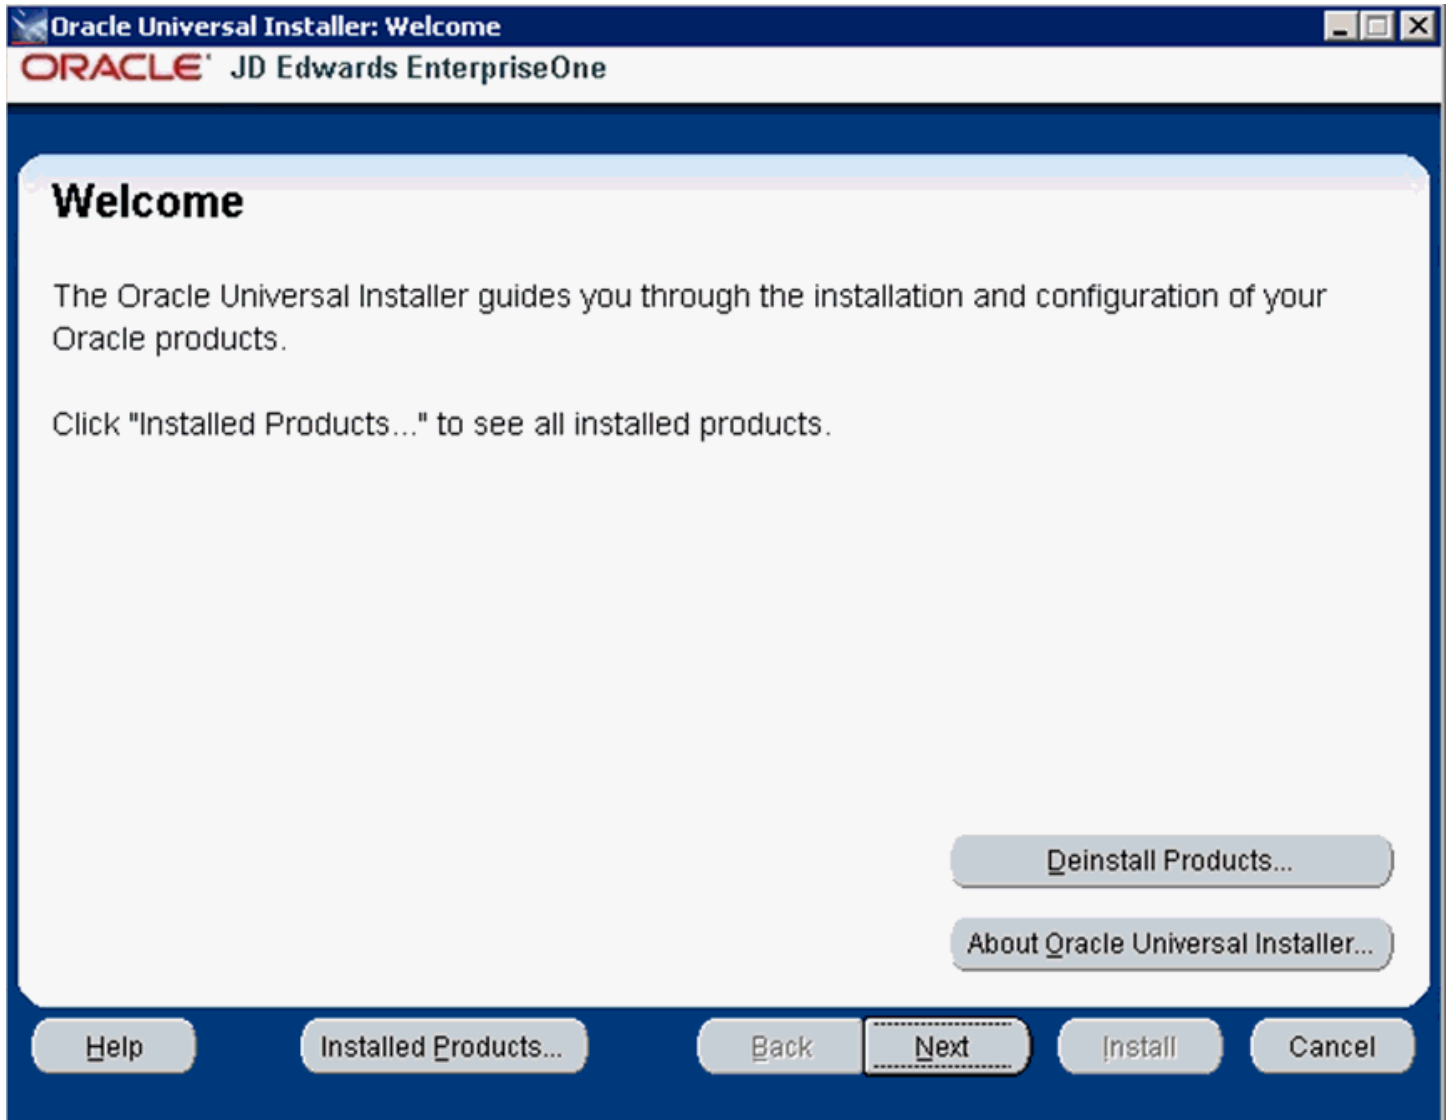 Oracle Universal Installer: Welcome
ORACLE JD Edwards EnterpriseOne
Welcome
The Oracle Universal Installer guides you through the installation and configuration of your
Oracle products.
Click "Installed Products..." to see all installed products.
Deinstall Products...
About Oracle Universal Installer...
Help Installed Products... Back Next Install Cancel